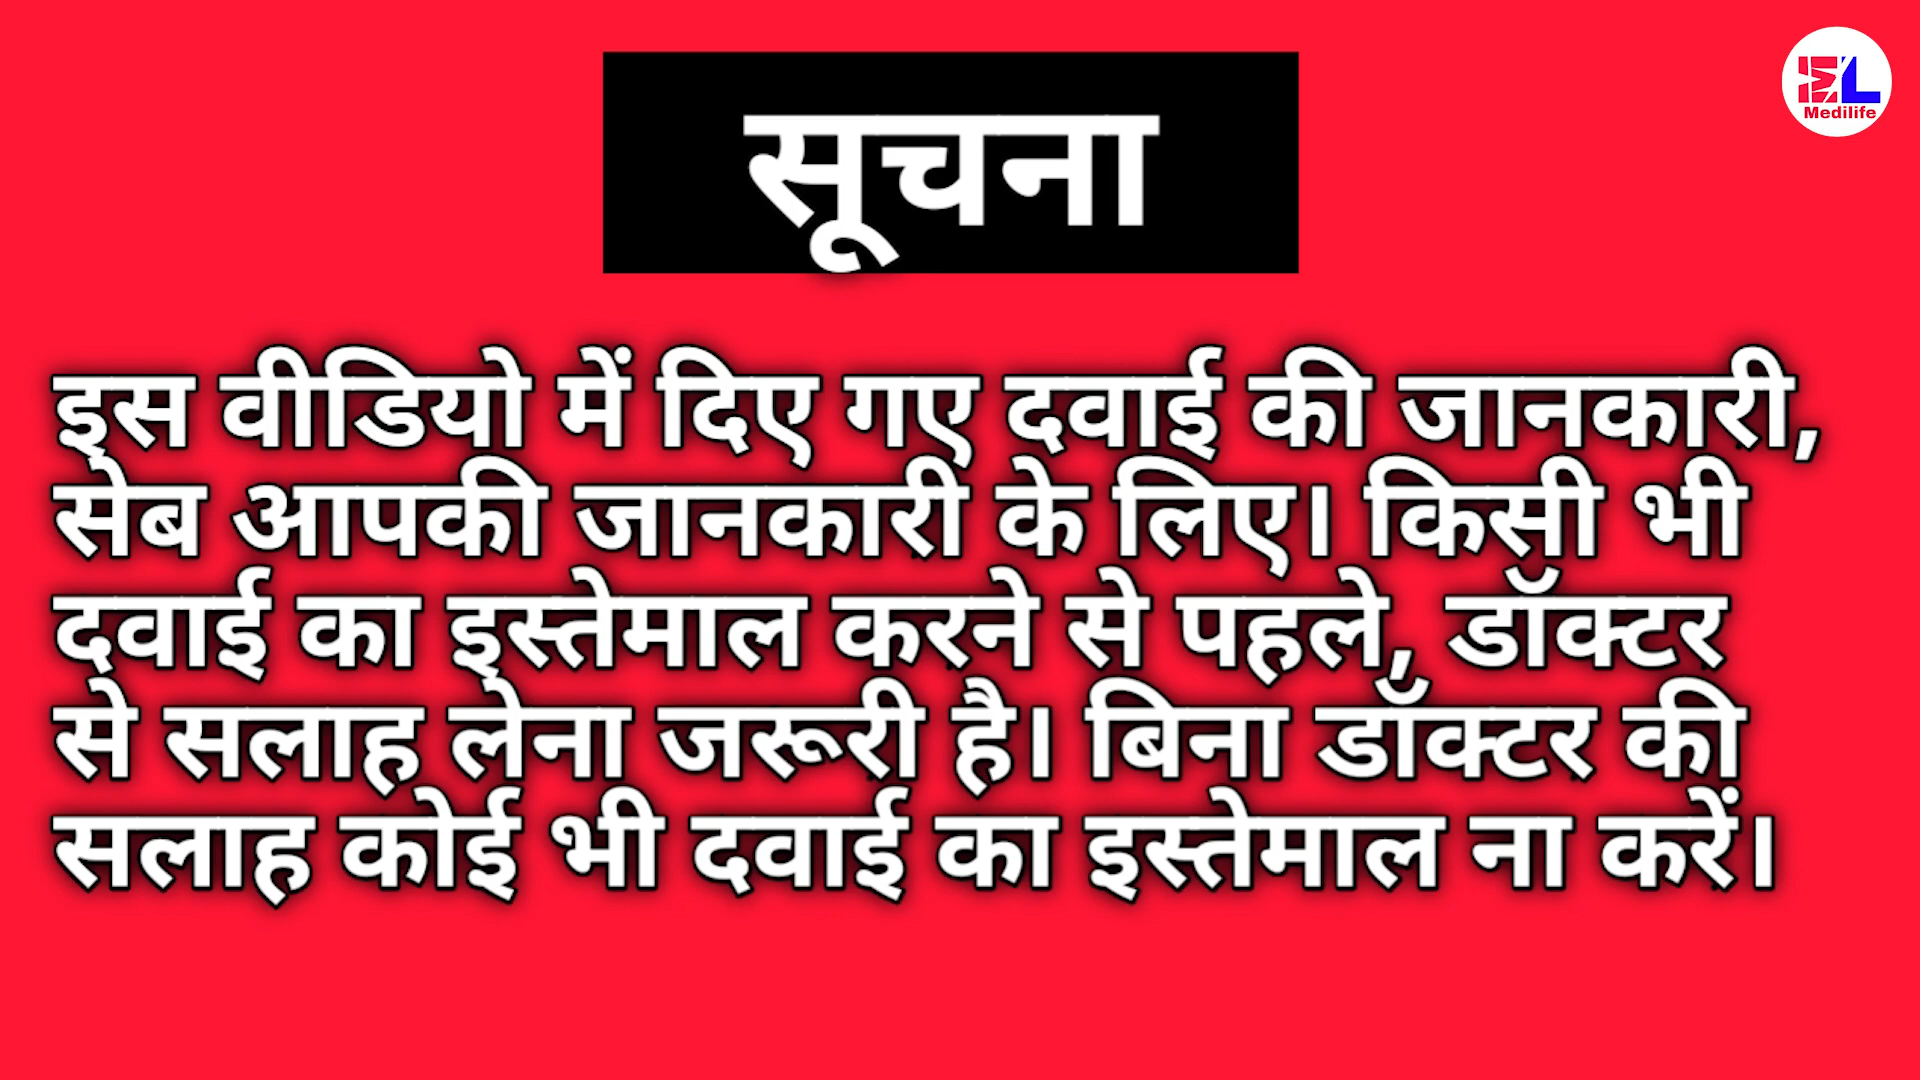 EL
Medilife
सूचना
इस वीडियो में दिए गए दवाई की जानकारी,
सेब आपकी जानकारी के लिए। किसी भी
दवाई का इस्तेमाल करने से पहले, डॉक्टर
से सलाह लेना जरूरी है। बिना डॉक्टर की
सलाह कोई भी दवाई का इस्तेमाल ना करें।